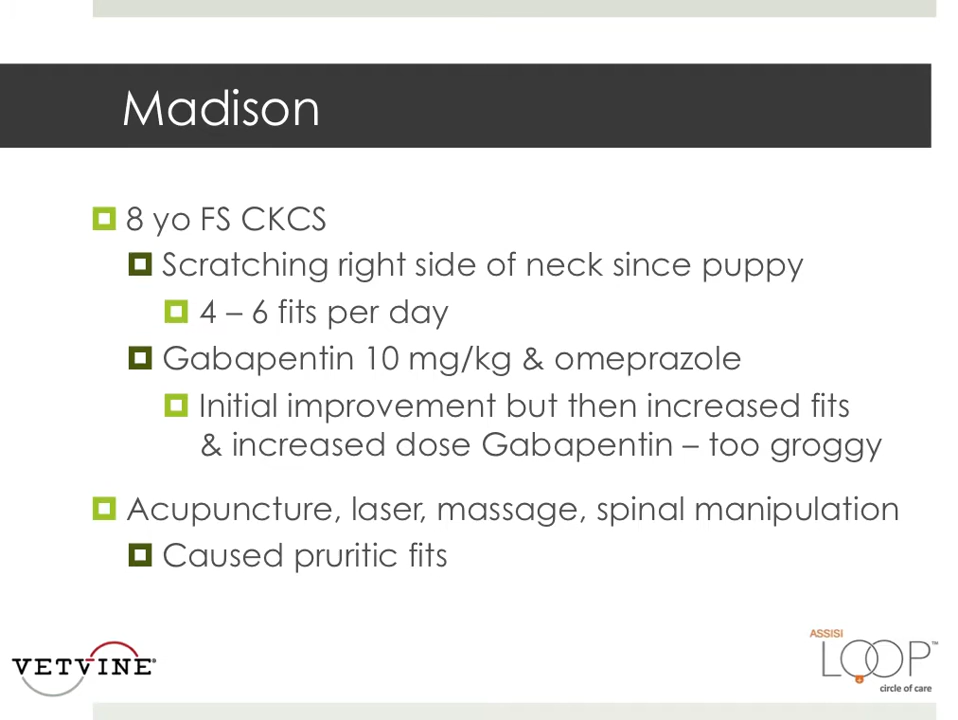 Madison
8 yo FS CKCS
Scratching right side of neck since puppy
4 – 6 fits per day
Gabapentin 10 mg/kg & omeprazole
Initial improvement but then increased fits
& increased dose Gabapentin – too groggy
Acupuncture, laser, massage, spinal manipulation
Caused pruritic fits
VETVINE®
ASSISI
LOOP™
circle of care